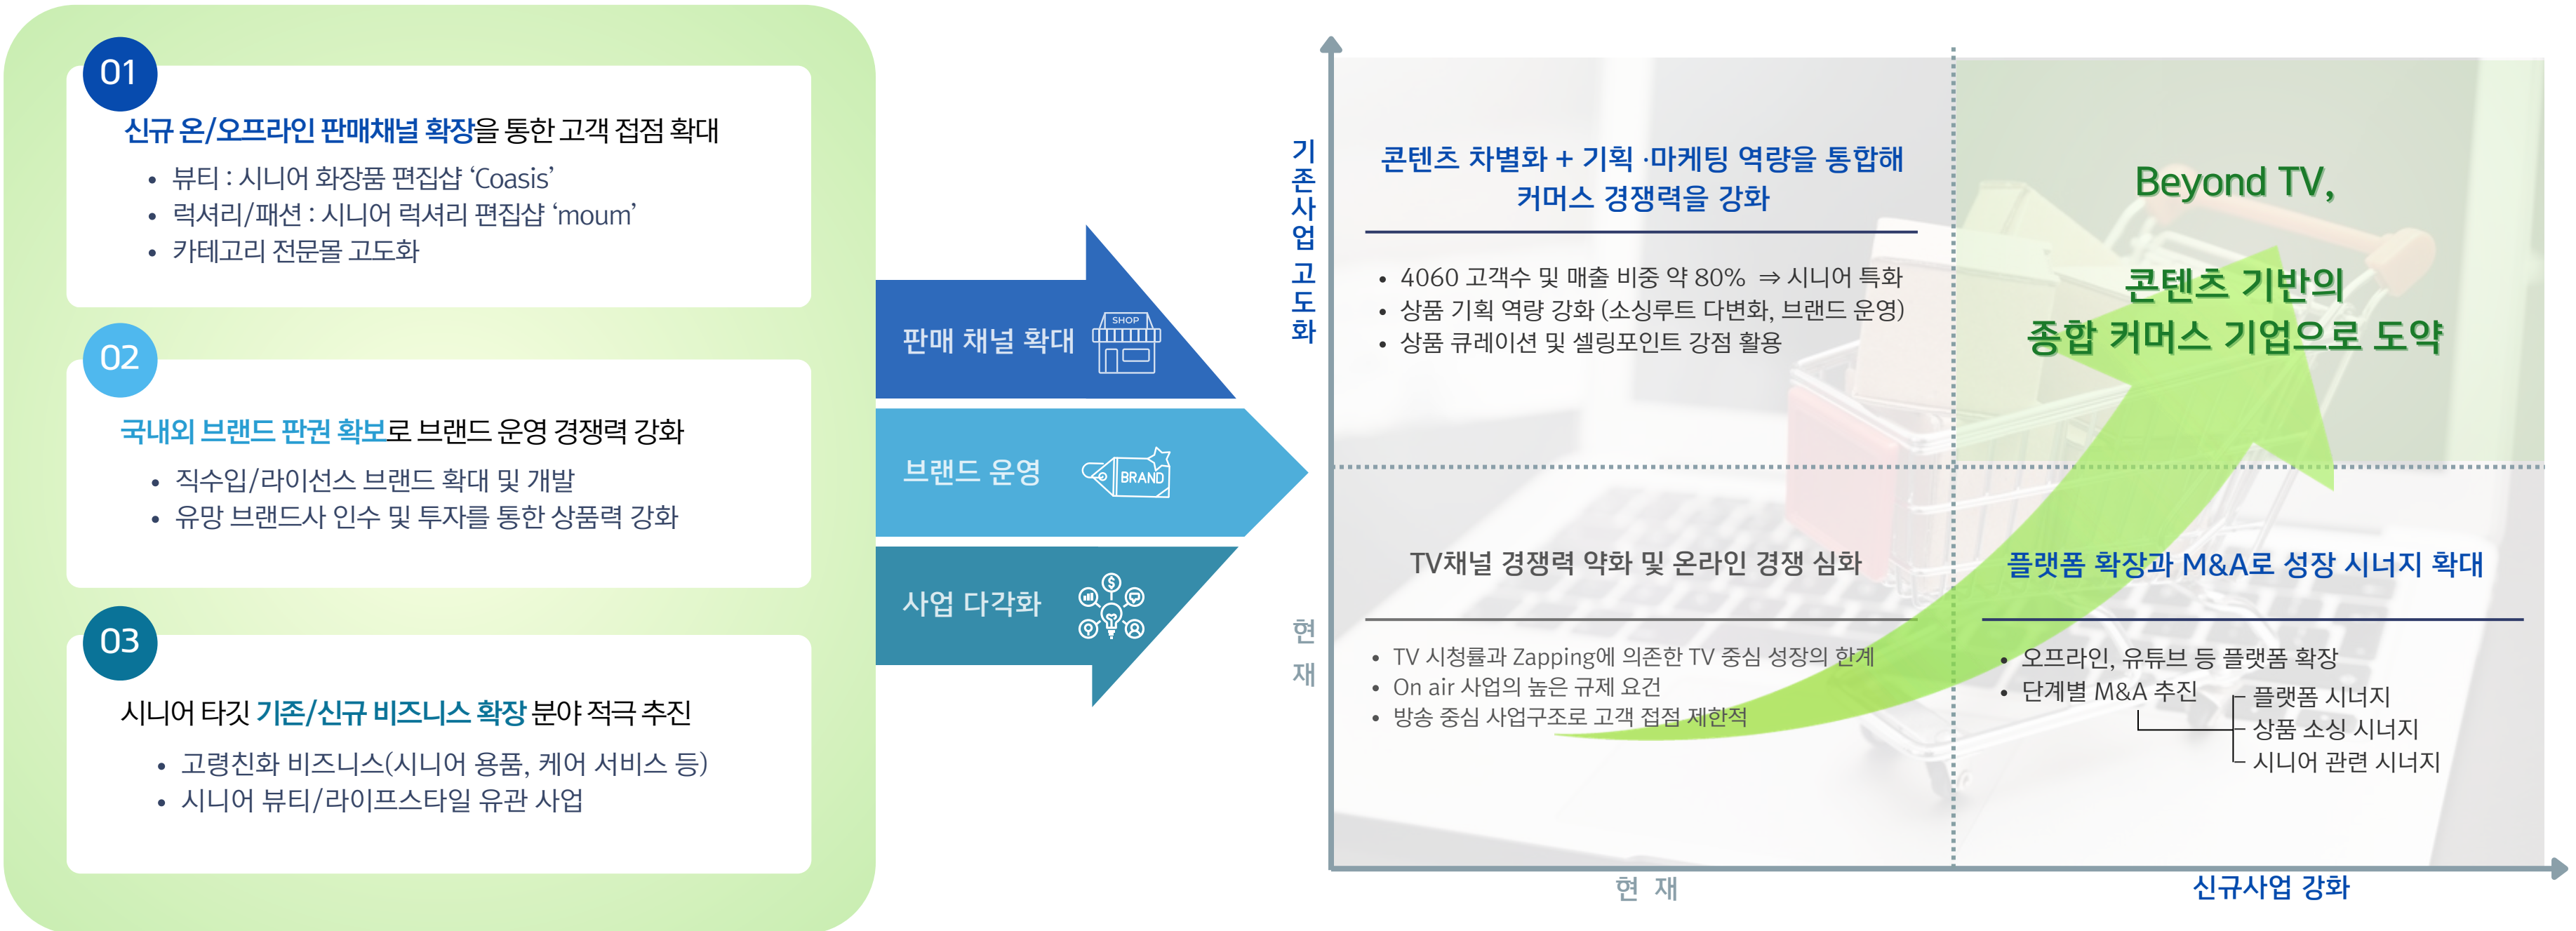 01
신규 온/오프라인 판매채널 확장을 통한 고객 접점 확대
• 뷰티 : 시니어 화장품 편집샵 ‘Coasis’
• 럭셔리/패션 : 시니어 럭셔리 편집샵 ‘moum’
• 카테고리 전문몰 고도화
02
국내외 브랜드 판권 확보로 브랜드 운영 경쟁력 강화
• 직수입/라이선스 브랜드 확대 및 개발
• 유망 브랜드사 인수 및 투자를 통한 상품력 강화
03
시니어 타깃 기존/신규 비즈니스 확장 분야 적극 추진
• 고령친화 비즈니스(시니어 용품, 케어 서비스 등)
• 시니어 뷰티/라이프스타일 유관 사업
판매 채널 확대
SHOP
브랜드 운영
BRAND
사업 다각화
기존사업 고도화
현재
콘텐츠 차별화 + 기획 ·마케팅 역량을 통합해
커머스 경쟁력을 강화
• 4060 고객수 및 매출 비중 약 80% ⇒ 시니어 특화
• 상품 기획 역량 강화 (소싱루트 다변화, 브랜드 운영)
• 상품 큐레이션 및 셀링포인트 강점 활용
Beyond TV,
콘텐츠 기반의
종합 커머스 기업으로 도약
TV채널 경쟁력 약화 및 온라인 경쟁 심화
• TV 시청률과 Zapping에 의존한 TV 중심 성장의 한계
• On air 사업의 높은 규제 요건
• 방송 중심 사업구조로 고객 접점 제한적
플랫폼 확장과 M&A로 성장 시너지 확대
• 오프라인, 유튜브 등 플랫폼 확장
• 단계별 M&A 추진
플랫폼 시너지
상품 소싱 시너지
시니어 관련 시너지
현 재
신규사업 강화